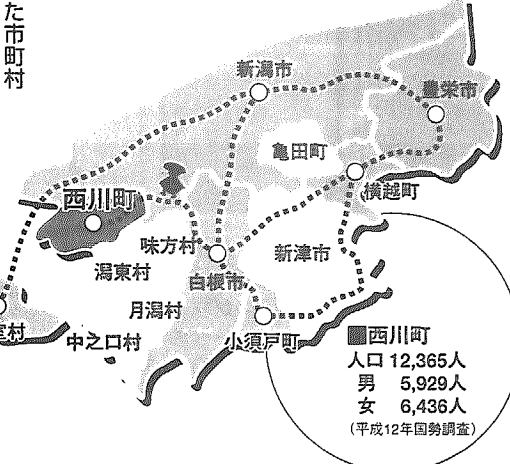 た市町村
新潟市
豊栄市
亀田町
横越町
西川町
味方村
新津市
潟東村
白根市
月潟村
小須戸町
中之口村
室村
■西川町
人口 12,365人
男 5,929人
女 6,436人
(平成12年国勢調査)